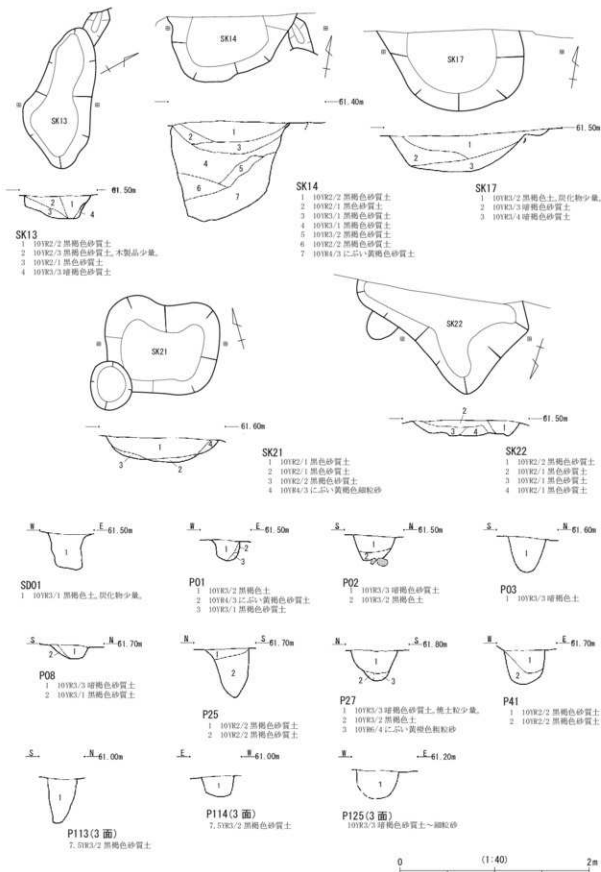 SK13
SK14
SK17
61.40m
61.50m
61.50m
SK13
1 10YR2/2 黒褐色砂質土
2 10YR2/3 黒褐色砂質土, 木製品少量。
3 10YR2/1 黒色砂質土
4 10YR3/3 暗褐色砂質土
SK14
1 10YR2/2 黒褐色砂質土
2 10YR2/1 黒色砂質土
3 10YR3/1 黒褐色砂質土
4 10YR3/1 黒褐色砂質土
5 10YR3/2 黒褐色砂質土
6 10YR2/2 黒褐色砂質土
7 10YR4/3 にぶい黄褐色砂質土
SK17
1 10YR3/2 黒褐色土, 炭化物少量。
2 10YR3/3 暗褐色砂質土
3 10YR3/4 暗褐色砂質土
SK21
SK22
61.60m
61.50m
SK21
1 10YR2/1 黒色砂質土
2 10YR2/1 黒色砂質土
3 10YR2/2 黒褐色砂質土
4 10YR4/3 にぶい黄褐色細粒砂
SK22
1 10YR2/2 黒褐色砂質土
2 10YR2/1 黒色砂質土
3 10YR2/1 黒色砂質土
4 10YR2/1 黒色砂質土
W E 61.50m
SD01
1 10YR3/1 黒褐色土, 炭化物少量。
W E 61.50m
P01
1 10YR3/2 黒褐色土
2 10YR4/3 にぶい黄褐色砂質土
3 10YR3/1 黒褐色砂質土
S N 61.50m
P02
1 10YR3/3 暗褐色砂質土
2 10YR3/2 黒褐色土
S N 61.60m
P03
1 10YR3/3 暗褐色土
S N 61.70m
P08
1 10YR3/3 暗褐色砂質土
2 10YR3/1 黒褐色砂質土
N S 61.70m
P25
1 10YR2/2 黒褐色砂質土
2 10YR2/2 黒褐色砂質土
N S 61.80m
P27
1 10YR3/3 暗褐色砂質土, 焼土粒少量。
2 10YR3/2 黒褐色土
3 10YR6/4 にぶい黄橙色粗粒砂
W E 61.70m
P41
1 10YR2/2 黒褐色砂質土
2 10YR2/2 黒褐色砂質土
S N 61.00m
P113(3 面)
7.5YR3/2 黒褐色砂質土
E W 61.00m
P114(3 面)
7.5YR3/2 黒褐色砂質土
W E 61.20m
P125(3 面)
10YR3/3 暗褐色砂質土～細粒砂
0 (1:40) 2m